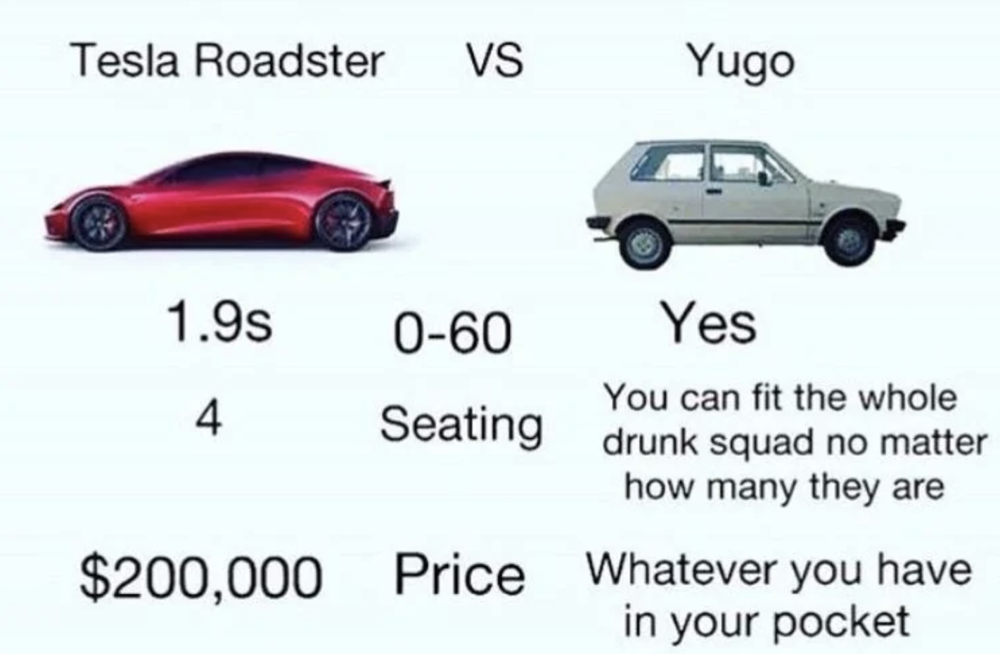 Tesla Roadster VS Yugo
1.9s 0-60 Yes
4 Seating You can fit the whole
drunk squad no matter
how many they are
$200,000 Price Whatever you have
in your pocket